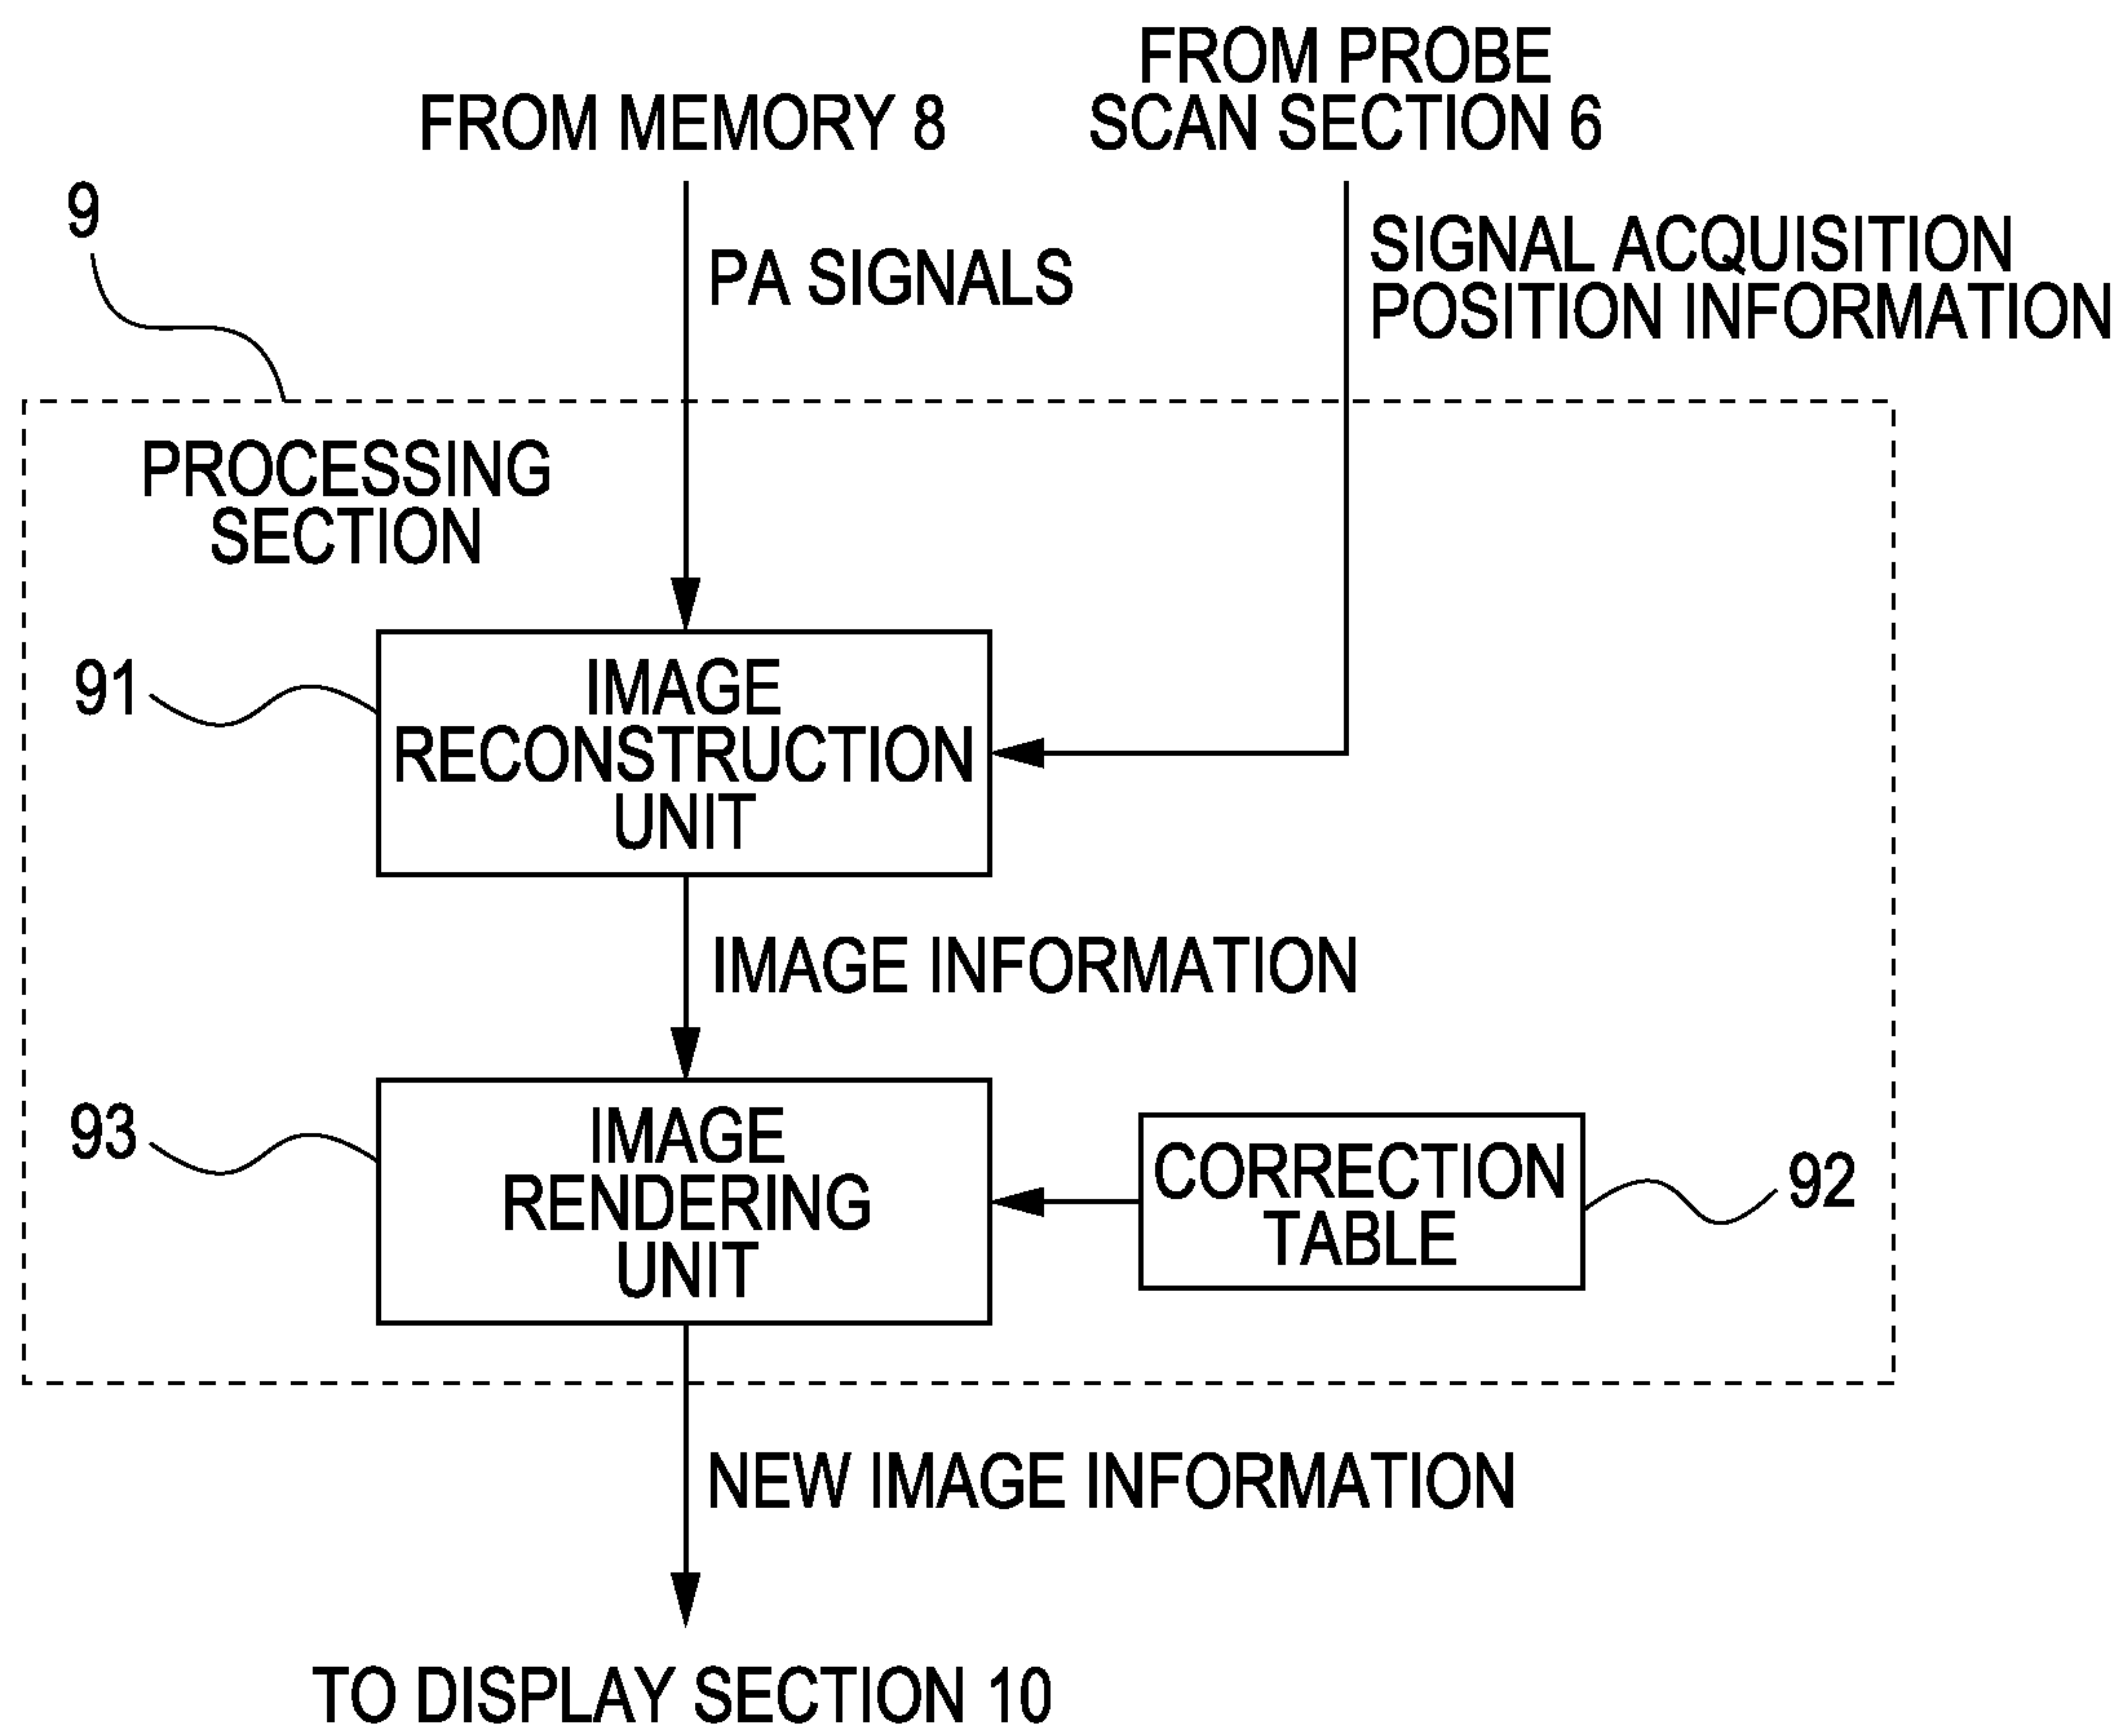 FROM MEMORY 8
FROM PROBE
SCAN SECTION 6
9
PA SIGNALS
SIGNAL ACQUISITION
POSITION INFORMATION
PROCESSING
SECTION
91
IMAGE
RECONSTRUCTION
UNIT
IMAGE INFORMATION
93
IMAGE
RENDERING
UNIT
CORRECTION
TABLE
92
NEW IMAGE INFORMATION
TO DISPLAY SECTION 10